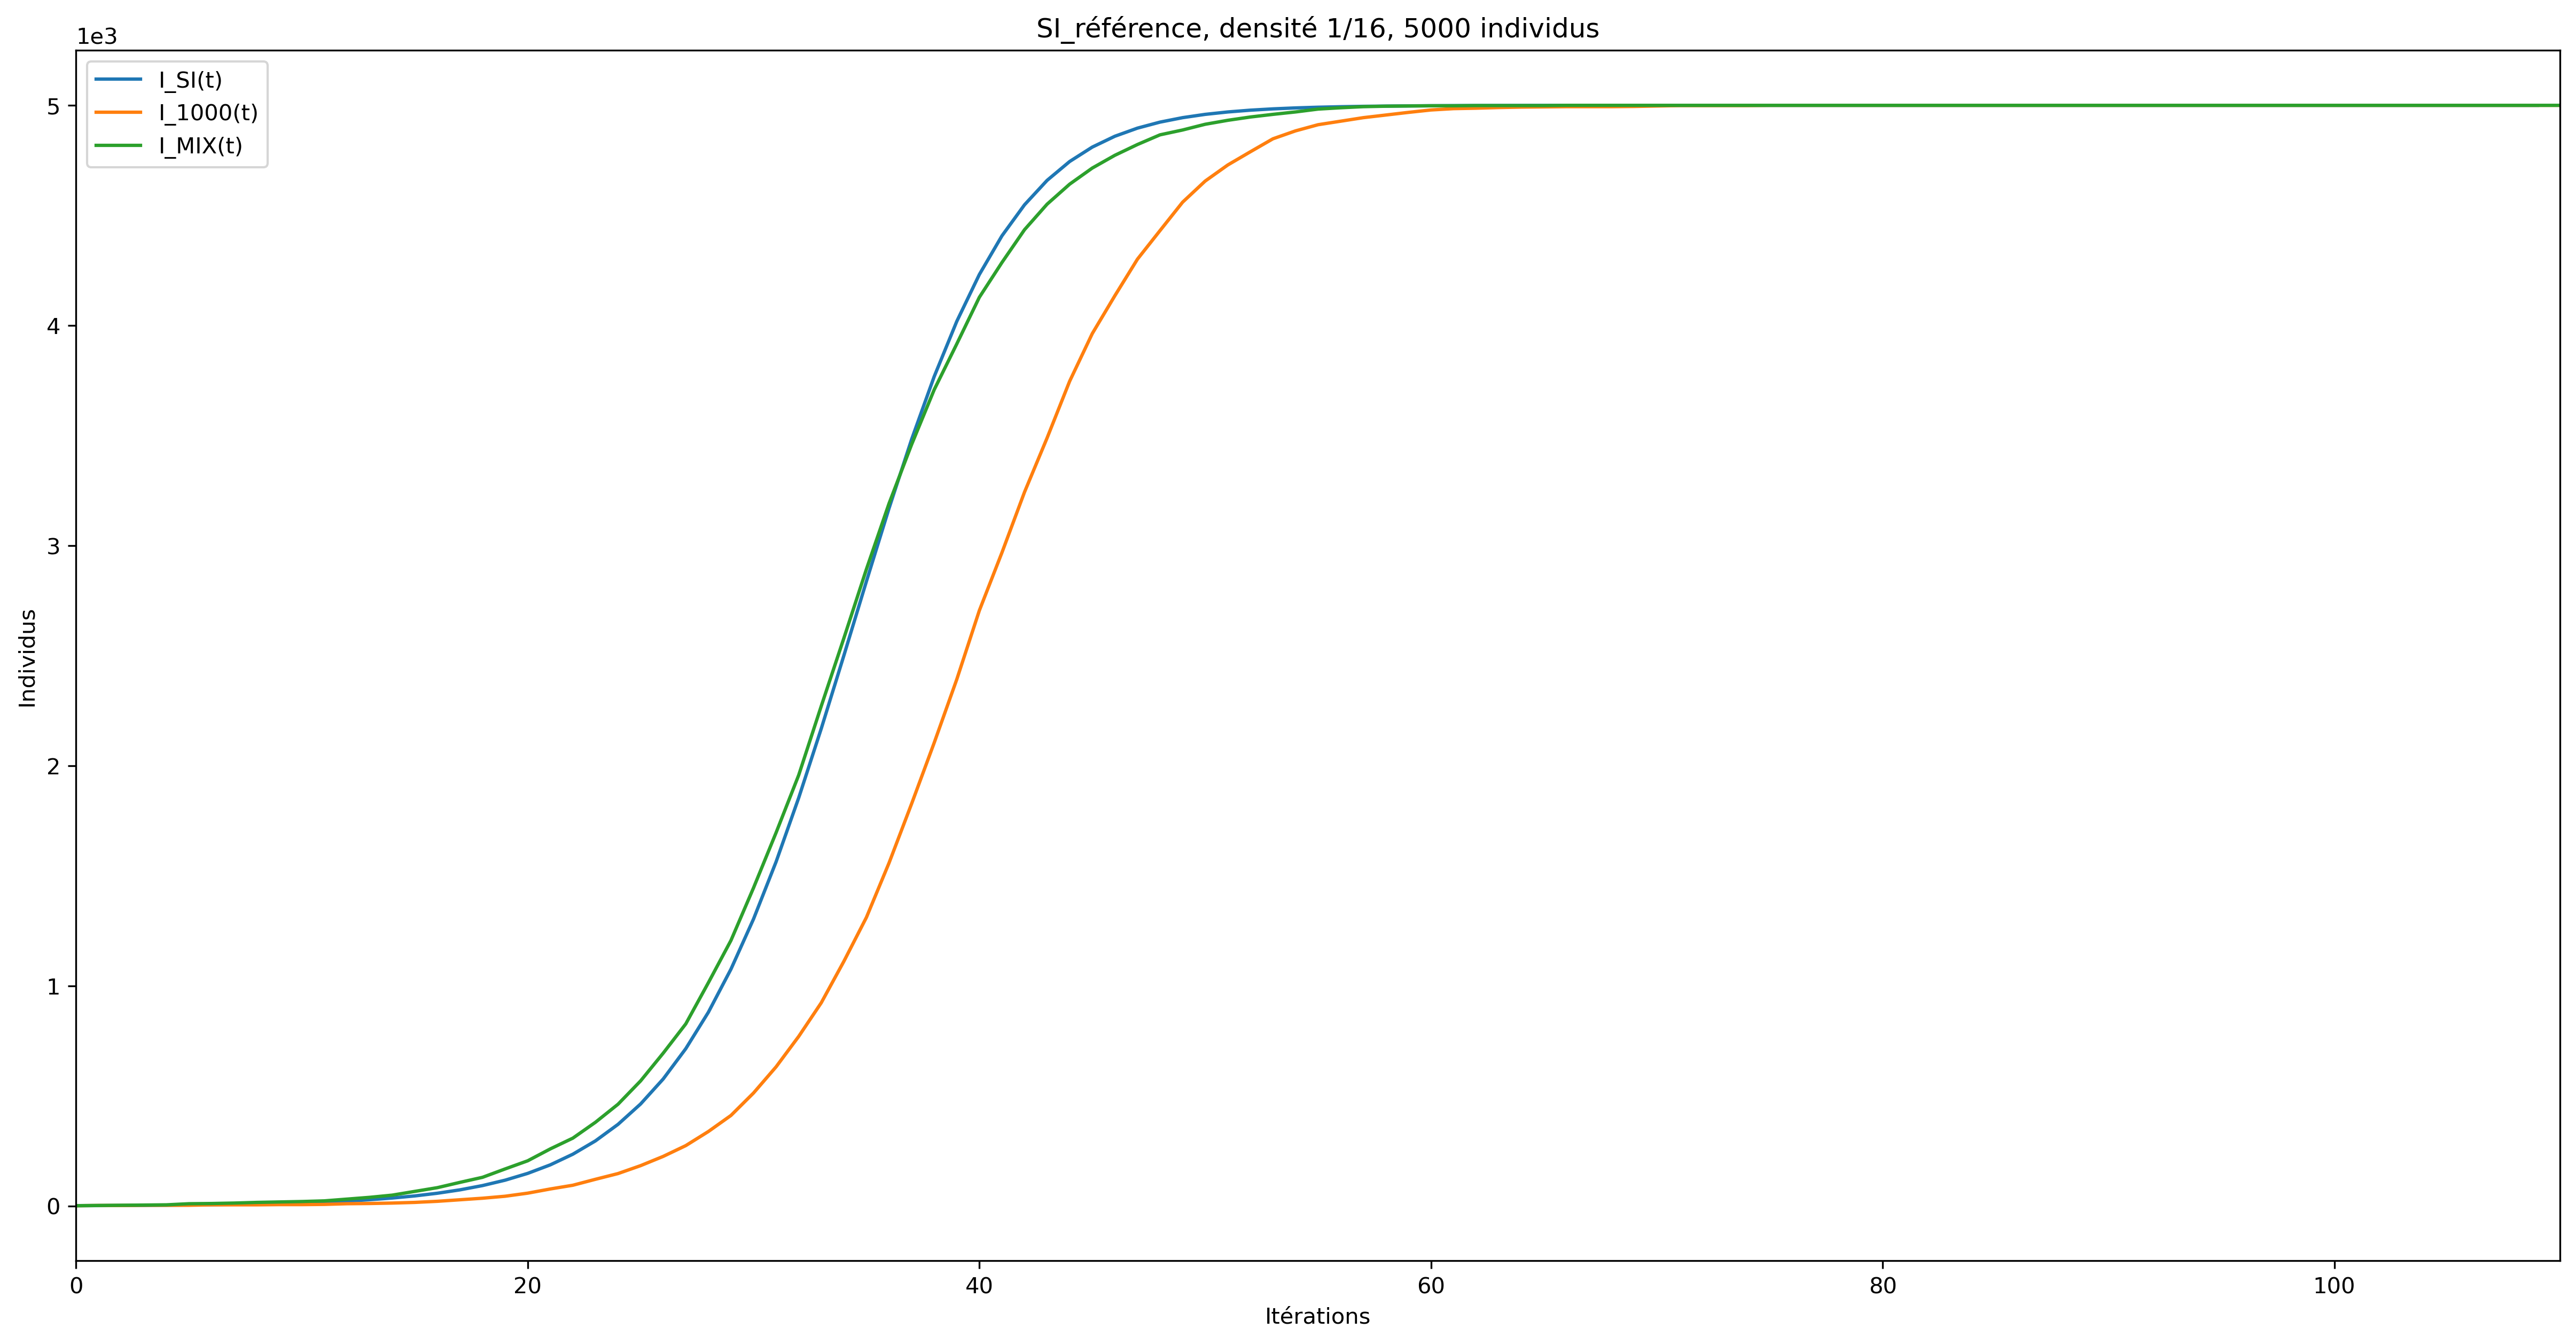 SI_référence, densité 1/16, 5000 individus
1e3
I_SI(t)
I_1000(t)
I_MIX(t)
5
4
3
2
1
0
Individus
0 20 40 60 80 100
Itérations